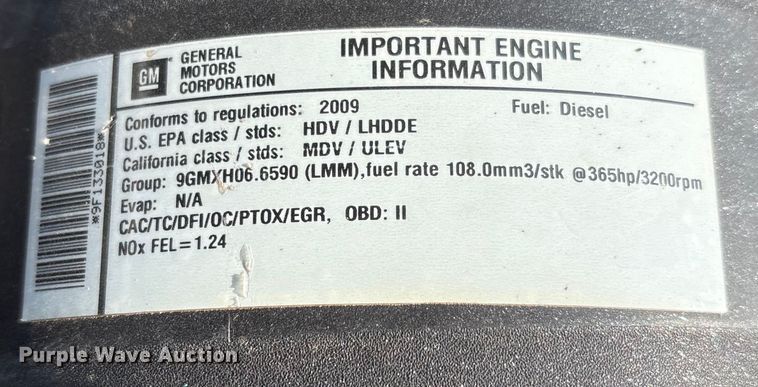 GM
GENERAL
MOTORS
CORPORATION
IMPORTANT ENGINE
INFORMATION
Conforms to regulations: 2009 Fuel: Diesel
U.S. EPA class / stds: HDV / LHDDE
California class / stds: MDV / ULEV
Group: 9GMXH06.6590 (LMM),fuel rate 108.0mm3/stk @365hp/3200rpm
Evap: N/A
CAC/TC/DFI/OC/PTOX/EGR, OBD: II
NOx FEL=1.24
*9F133018*
Purple Wave Auction